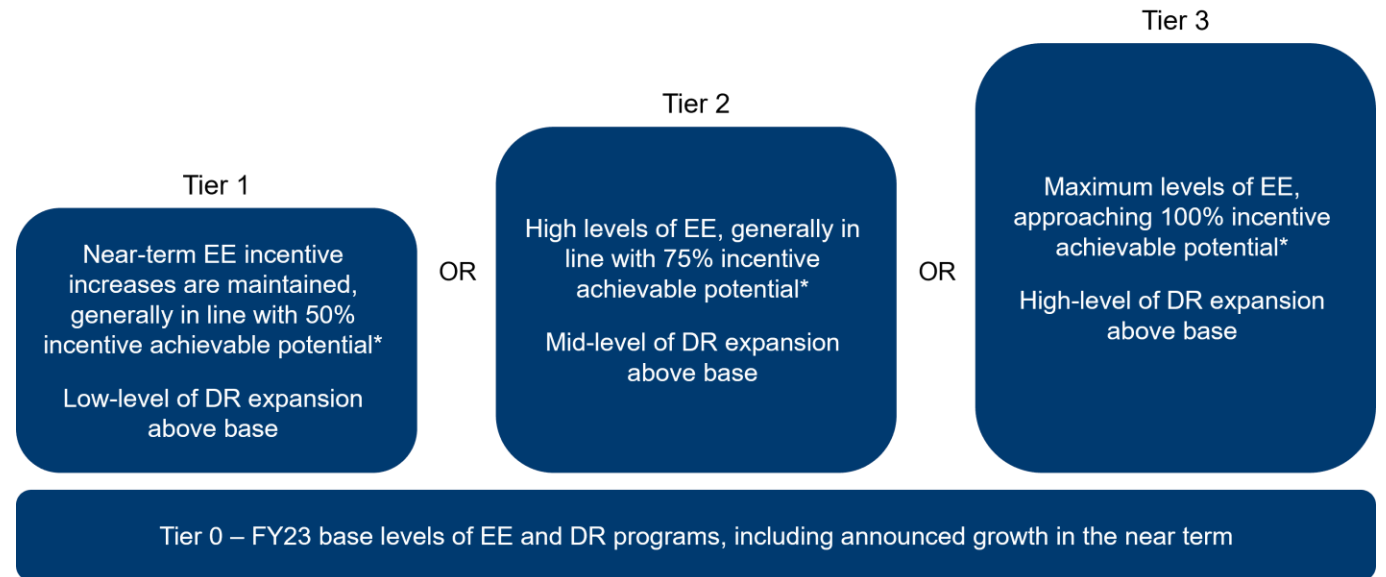 Tier 1
Near-term EE incentive
increases are maintained,
generally in line with 50%
incentive achievable potential*
Low-level of DR expansion
above base
OR
Tier 2
High levels of EE, generally in
line with 75% incentive
achievable potential*
Mid-level of DR expansion
above base
OR
Tier 3
Maximum levels of EE,
approaching 100% incentive
achievable potential*
High-level of DR expansion
above base
Tier 0 – FY23 base levels of EE and DR programs, including announced growth in the near term